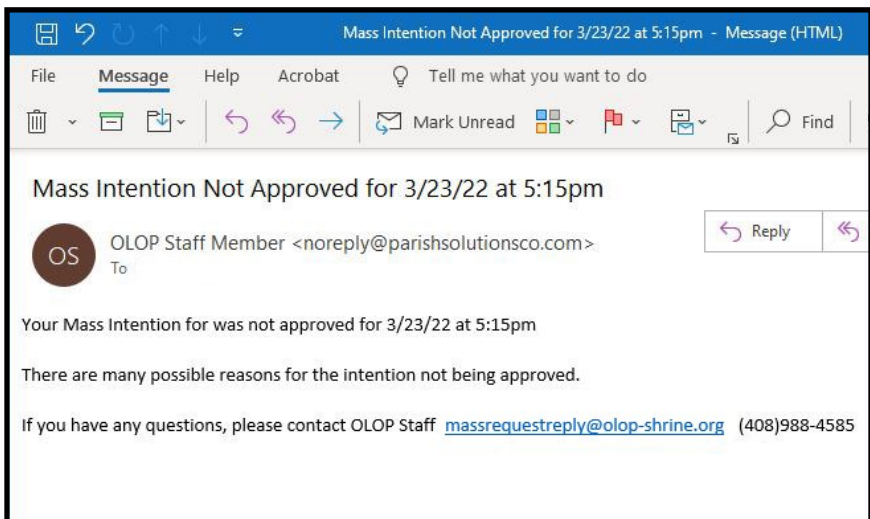 Mass Intention Not Approved for 3/23/22 at 5:15pm - Message (HTML)
File Message Help Acrobat Tell me what you want to do
Mark Unread Find
Mass Intention Not Approved for 3/23/22 at 5:15pm
OS OLOP Staff Member <noreply@parishsolutionsco.com> Reply
To
Your Mass Intention for was not approved for 3/23/22 at 5:15pm
There are many possible reasons for the intention not being approved.
If you have any questions, please contact OLOP Staff massrequestreply@olop-shrine.org (408)988-4585